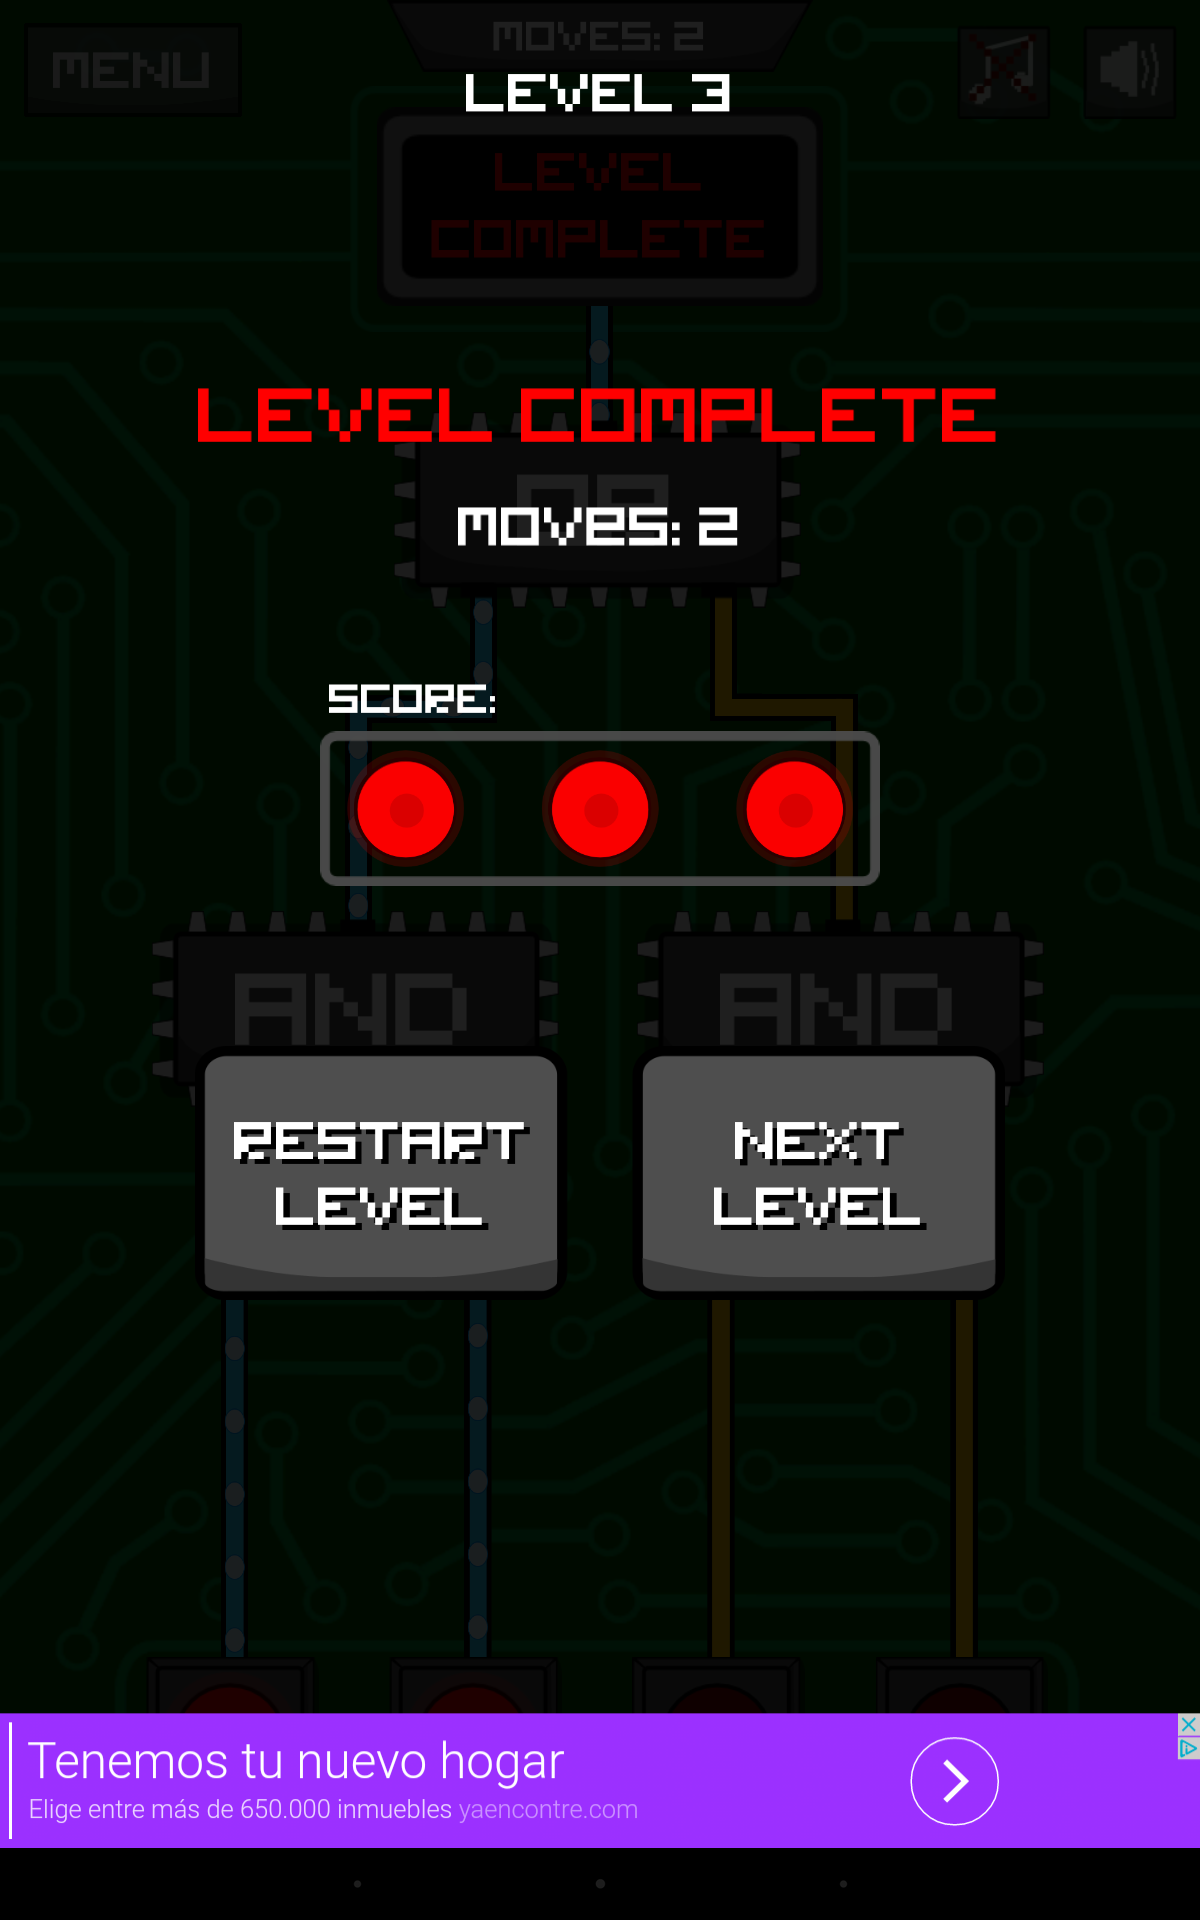 MENU
MOVES: 2
LEVEL 3
LEVEL
COMPLETE
LEVEL COMPLETE
OR
MOVES: 2
SCORE:
AND
AND
RESTART
LEVEL
NEXT
LEVEL
Tenemos tu nuevo hogar
Elige entre más de 650.000 inmuebles yaencontre.com